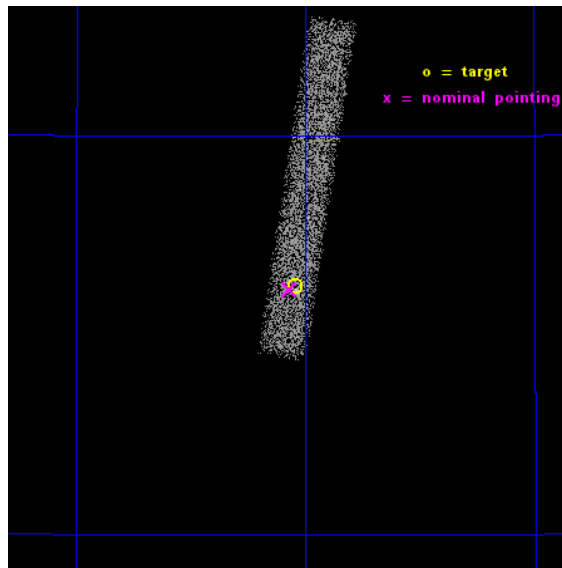 o = target
x = nominal pointing